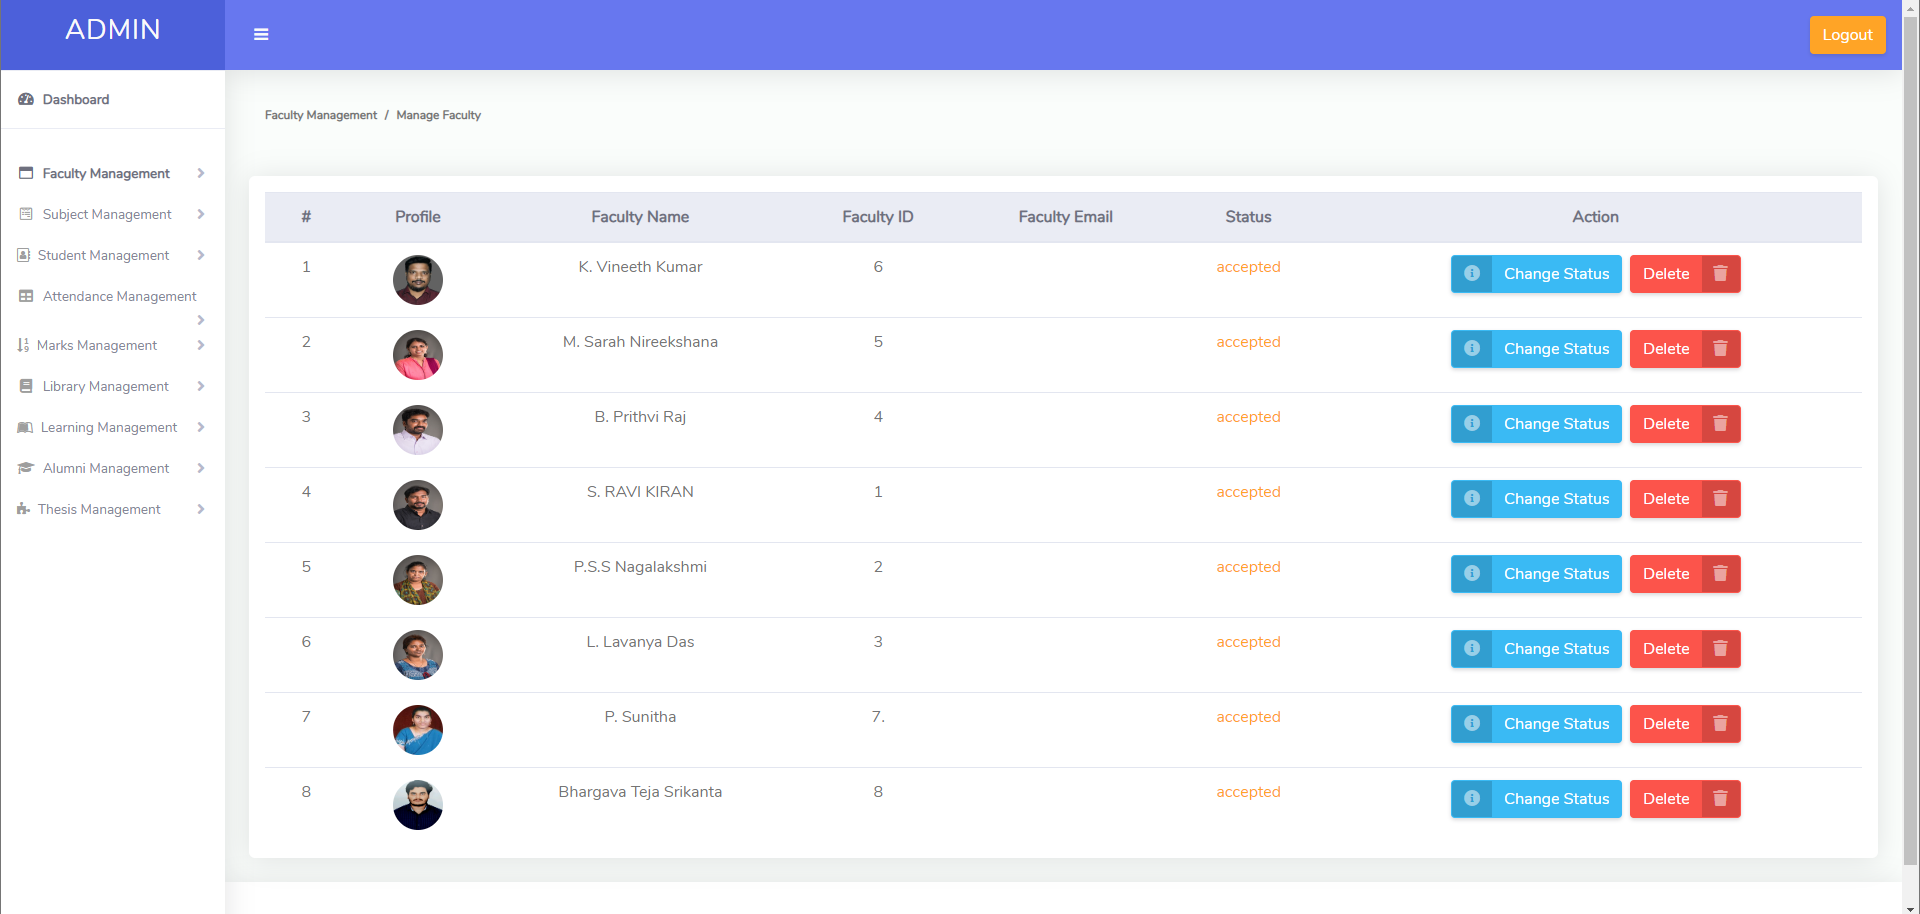 ADMIN
Logout
Dashboard
Faculty Management
Subject Management
Student Management
Attendance Management
Marks Management
Library Management
Learning Management
Alumni Management
Thesis Management
Faculty Management / Manage Faculty
# Profile Faculty Name Faculty ID Faculty Email Status Action
1 K. Vineeth Kumar 6 accepted Change Status Delete
2 M. Sarah Nireekshana 5 accepted Change Status Delete
3 B. Prithvi Raj 4 accepted Change Status Delete
4 S. RAVI KIRAN 1 accepted Change Status Delete
5 P.S.S Nagalakshmi 2 accepted Change Status Delete
6 L. Lavanya Das 3 accepted Change Status Delete
7 P. Sunitha 7. accepted Change Status Delete
8 Bhargava Teja Srikanta 8 accepted Change Status Delete